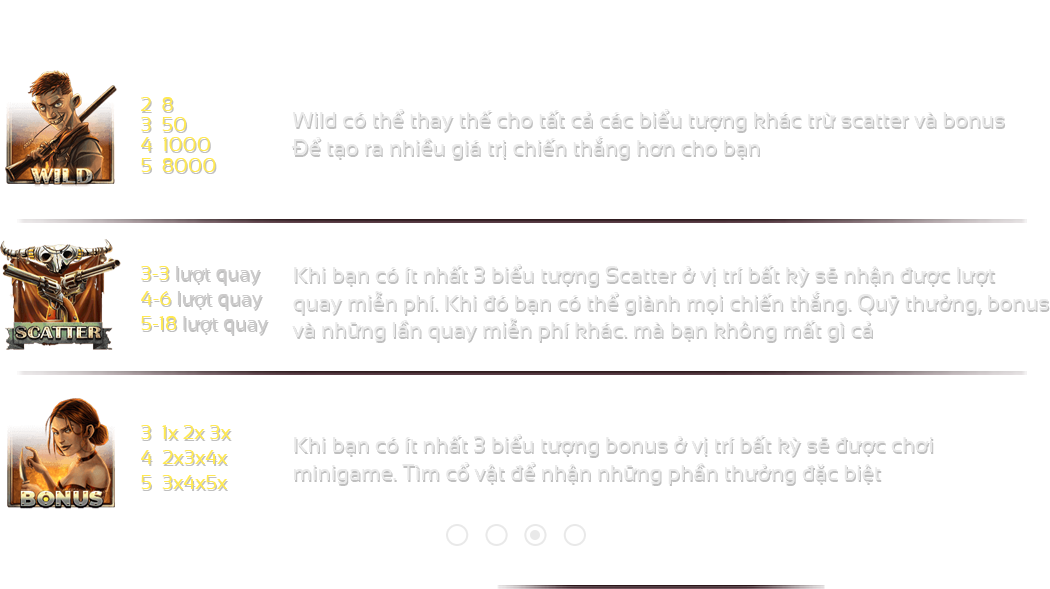 WILD
2 8
3 50
4 1000
5 8000
Wild có thể thay thế cho tất cả các biểu tượng khác trừ scatter và bonus
Để tạo ra nhiều giá trị chiến thắng hơn cho bạn
SCATTER
3-3 lượt quay
4-6 lượt quay
5-18 lượt quay
Khi bạn có ít nhất 3 biểu tượng Scatter ở vị trí bất kỳ sẽ nhận được lượt
quay miễn phí. Khi đó bạn có thể giành mọi chiến thắng. Quỹ thưởng, bonus
và những lần quay miễn phí khác. mà bạn không mất gì cả
BONUS
3 1x 2x 3x
4 2x3x4x
5 3x4x5x
Khi bạn có ít nhất 3 biểu tượng bonus ở vị trí bất kỳ sẽ được chơi
minigame. Tìm cổ vật để nhận những phần thưởng đặc biệt